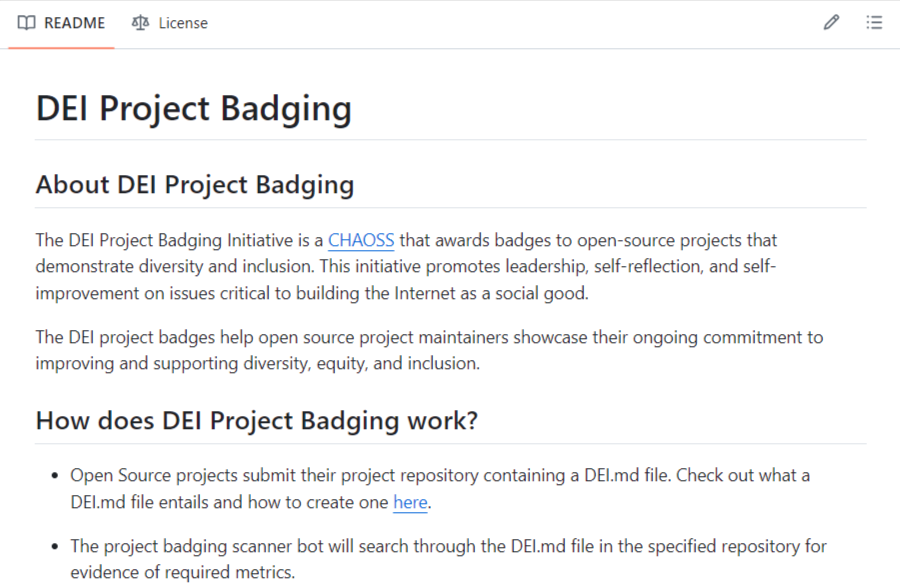 README License
DEI Project Badging
About DEI Project Badging
The DEI Project Badging Initiative is a CHAOSS that awards badges to open-source projects that
demonstrate diversity and inclusion. This initiative promotes leadership, self-reflection, and self-
improvement on issues critical to building the Internet as a social good.
The DEI project badges help open source project maintainers showcase their ongoing commitment to
improving and supporting diversity, equity, and inclusion.
How does DEI Project Badging work?
• Open Source projects submit their project repository containing a DEI.md file. Check out what a
DEI.md file entails and how to create one here.
• The project badging scanner bot will search through the DEI.md file in the specified repository for
evidence of required metrics.